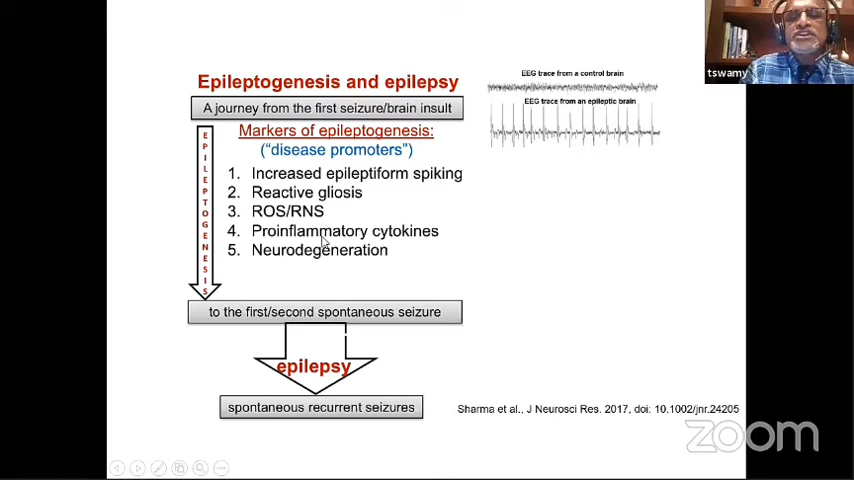 Epileptogenesis and epilepsy
A journey from the first seizure/brain insult
EPILEPTOGENESIS
Markers of epileptogenesis:
("disease promoters")
1. Increased epileptiform spiking
2. Reactive gliosis
3. ROS/RNS
4. Proinflammatory cytokines
5. Neurodegeneration
to the first/second spontaneous seizure
epilepsy
spontaneous recurrent seizures
EEG trace from a control brain
EEG trace from an epileptic brain
Sharma et al., J Neurosci Res. 2017, doi: 10.1002/jnr.24205
tswamy
zoom